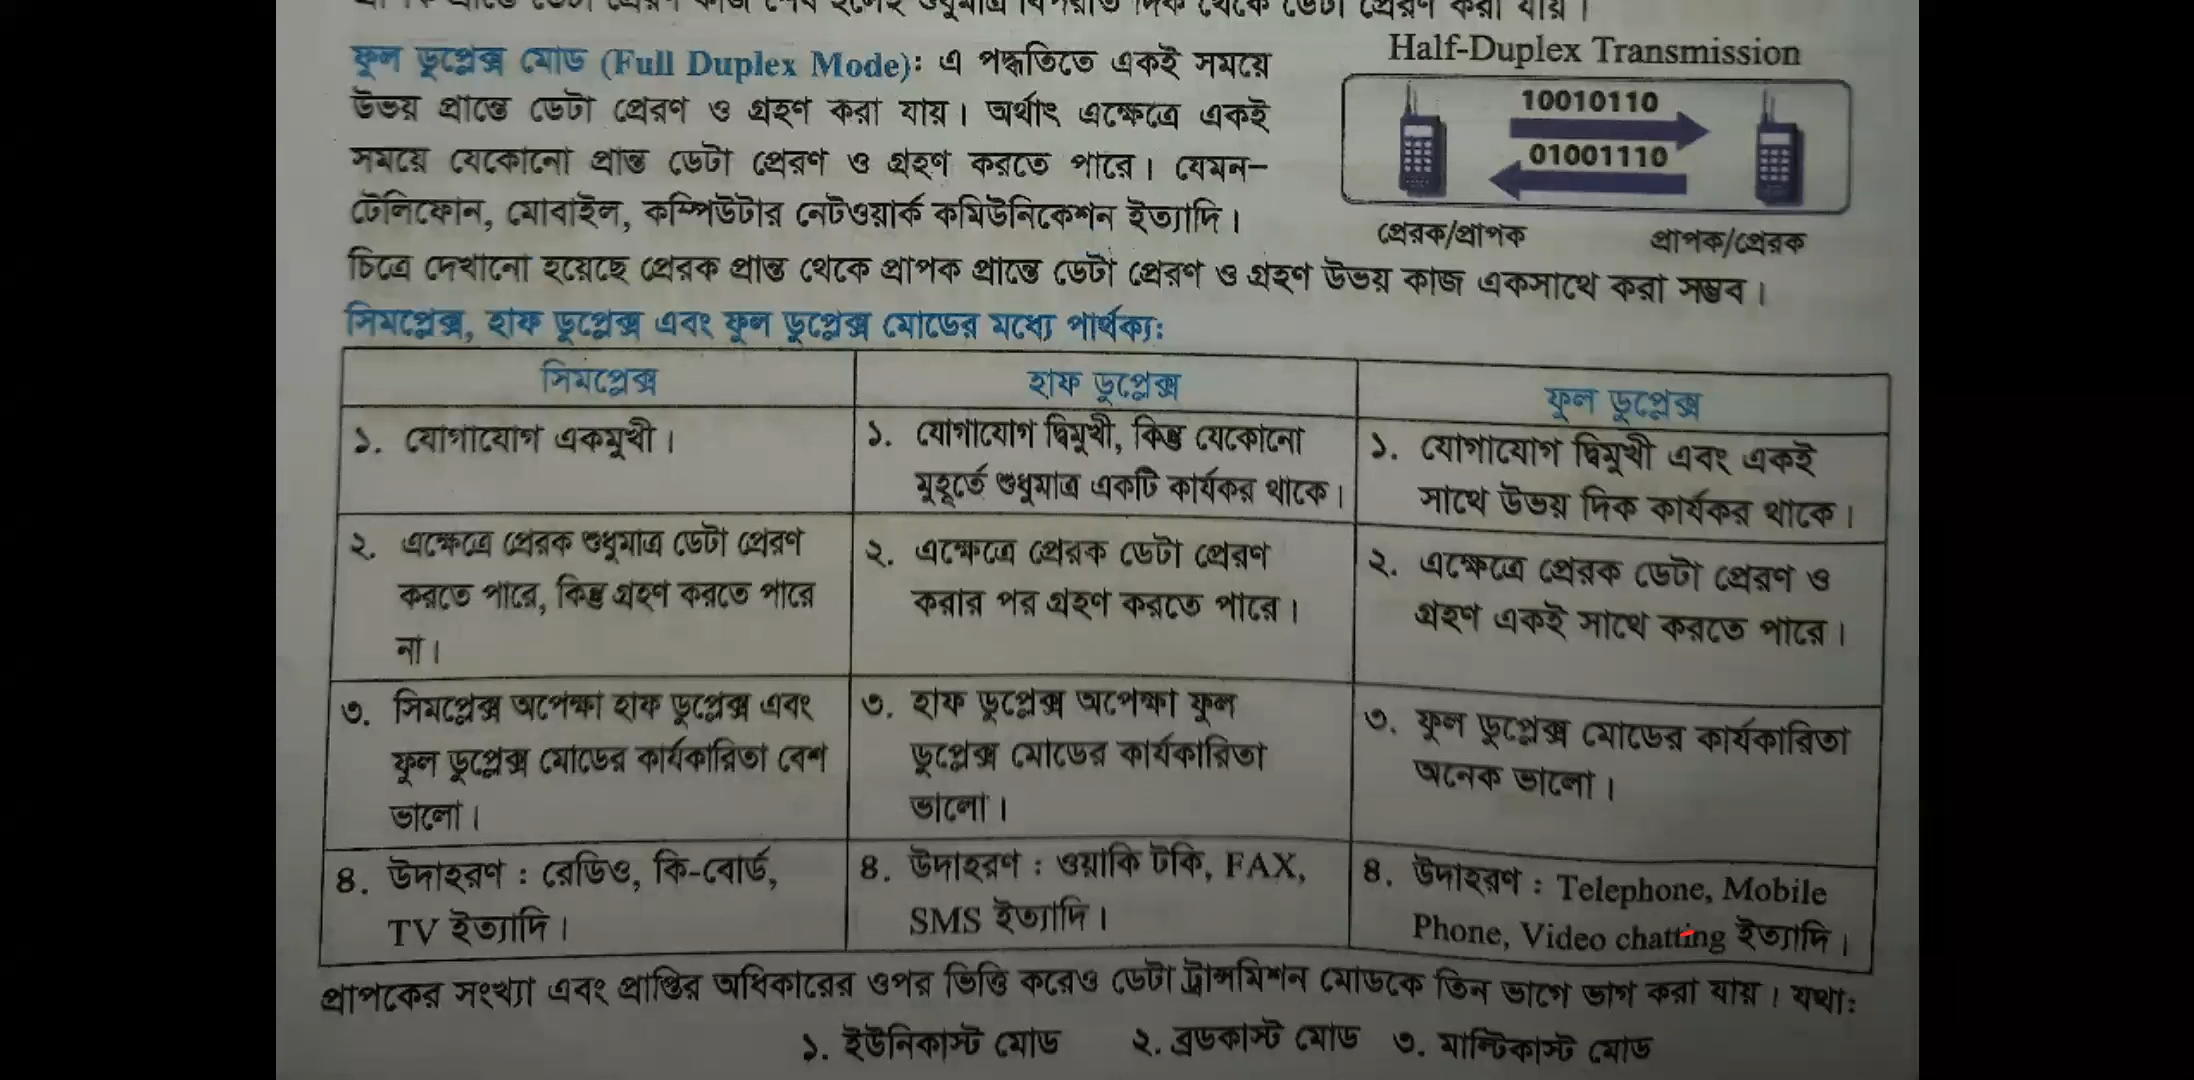 ফুল ডুপ্লেক্স মোড (Full Duplex Mode): এ পদ্ধতিতে একই সময়ে
উভয় প্রান্তে ডেটা প্রেরণ ও গ্রহণ করা যায়। অর্থাৎ এক্ষেত্রে একই
সময়ে যেকোনো প্রান্ত ডেটা প্রেরণ ও গ্রহণ করতে পারে। যেমন–
টেলিফোন, মোবাইল, কম্পিউটার নেটওয়ার্ক কমিউনিকেশন ইত্যাদি।
Half-Duplex Transmission
10010110
01001110
প্রেরক/প্রাপক
প্রাপক/প্রেরক
চিত্রে দেখানো হয়েছে প্রেরক প্রান্ত থেকে প্রাপক প্রান্তে ডেটা প্রেরণ ও গ্রহণ উভয় কাজ একসাথে করা সম্ভব।
সিমপ্লেক্স, হাফ ডুপ্লেক্স এবং ফুল ডুপ্লেক্স মোডের মধ্যে পার্থক্য:
সিমপ্লেক্স
হাফ ডুপ্লেক্স
ফুল ডুপ্লেক্স
১. যোগাযোগ একমুখী।
১. যোগাযোগ দ্বিমুখী, কিন্তু যেকোনো
মুহূর্তে শুধুমাত্র একটি কার্যকর থাকে।
১. যোগাযোগ দ্বিমুখী এবং একই
সাথে উভয় দিক কার্যকর থাকে।
২. এক্ষেত্রে প্রেরক শুধুমাত্র ডেটা প্রেরণ
করতে পারে, কিন্তু গ্রহণ করতে পারে
না।
২. এক্ষেত্রে প্রেরক ডেটা প্রেরণ
করার পর গ্রহণ করতে পারে।
২. এক্ষেত্রে প্রেরক ডেটা প্রেরণ ও
গ্রহণ একই সাথে করতে পারে।
৩. সিমপ্লেক্স অপেক্ষা হাফ ডুপ্লেক্স এবং
ফুল ডুপ্লেক্স মোডের কার্যকারিতা বেশ
ভালো।
৩. হাফ ডুপ্লেক্স অপেক্ষা ফুল
ডুপ্লেক্স মোডের কার্যকারিতা
ভালো।
৩. ফুল ডুপ্লেক্স মোডের কার্যকারিতা
অনেক ভালো।
৪. উদাহরণ : রেডিও, কি-বোর্ড,
TV ইত্যাদি।
৪. উদাহরণ : ওয়াকি টকি, FAX,
SMS ইত্যাদি।
৪. উদাহরণ : Telephone, Mobile
Phone, Video chatting ইত্যাদি।
প্রাপকের সংখ্যা এবং প্রাপ্তির অধিকারের ওপর ভিত্তি করেও ডেটা ট্রান্সমিশন মোডকে তিন ভাগে ভাগ করা যায়। যথা:
১. ইউনিকাস্ট মোড ২. ব্রডকাস্ট মোড ৩. মাল্টিকাস্ট মোড